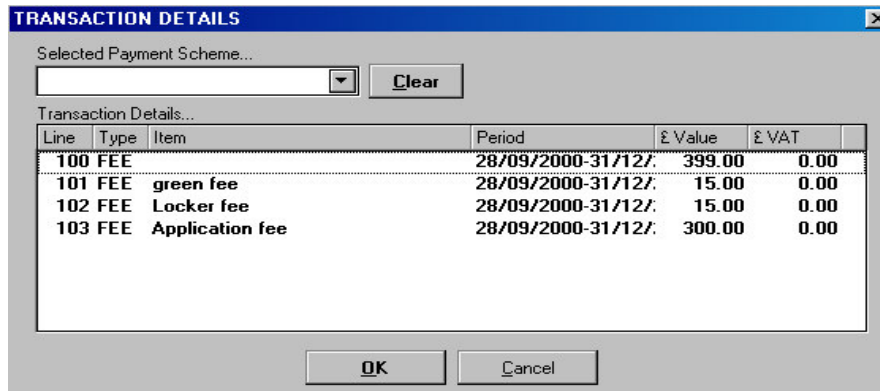 TRANSACTION DETAILS
Selected Payment Scheme...
Clear
Transaction Details...
Line Type Item Period £ Value £ VAT
100 FEE 28/09/2000-31/12/. 399.00 0.00
101 FEE green fee 28/09/2000-31/12/. 15.00 0.00
102 FEE Locker fee 28/09/2000-31/12/. 15.00 0.00
103 FEE Application fee 28/09/2000-31/12/. 300.00 0.00
OK Cancel